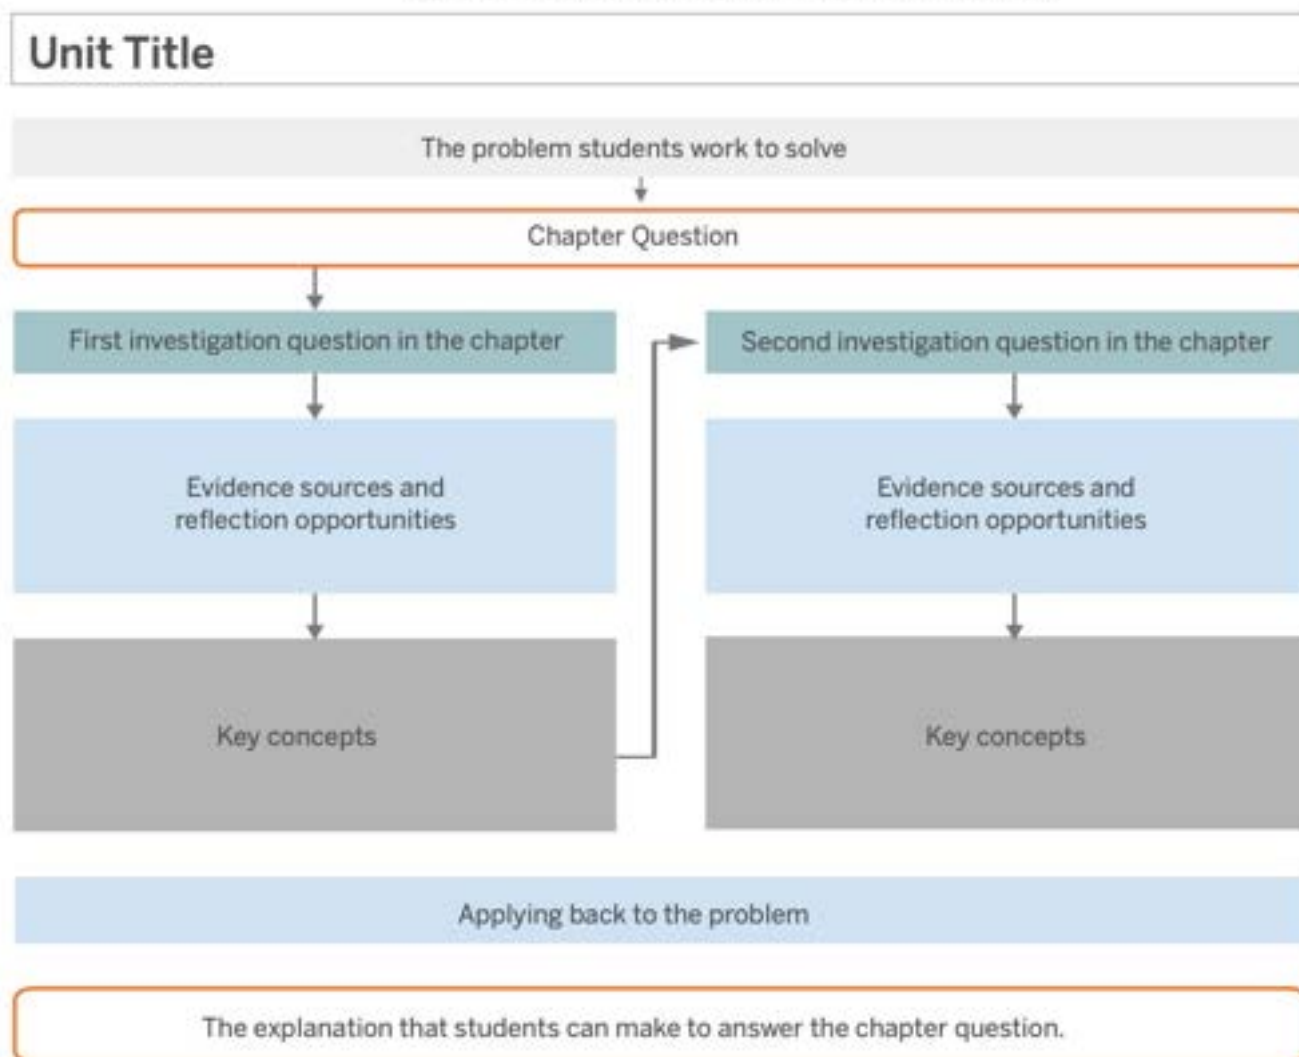 Unit Title
The problem students work to solve
Chapter Question
First investigation question in the chapter
Evidence sources and
reflection opportunities
Key concepts
Second investigation question in the chapter
Evidence sources and
reflection opportunities
Key concepts
Applying back to the problem
The explanation that students can make to answer the chapter question.